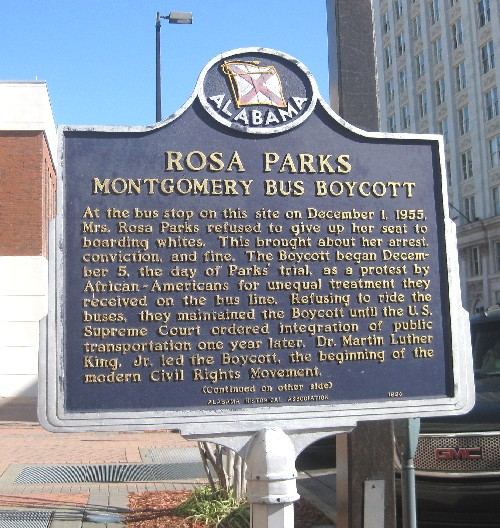 ALABAMA
ROSA PARKS
MONTGOMERY BUS BOYCOTT
At the bus stop on this site on December 1, 1955,
Mrs. Rosa Parks refused to give up her seat to
boarding whites. This brought about her arrest,
conviction, and fine. The Boycott began Decem-
ber 5, the day of Parks' trial, as a protest by
African-Americans for unequal treatment they
received on the bus line. Refusing to ride the
buses, they maintained the Boycott until the U.S.
Supreme Court ordered integration of public
transportation one year later. Dr. Martin Luther
King, Jr. led the Boycott, the beginning of the
modern Civil Rights Movement.
(Continued on other side)
ALABAMA HISTORICAL ASSOCIATION
GMC